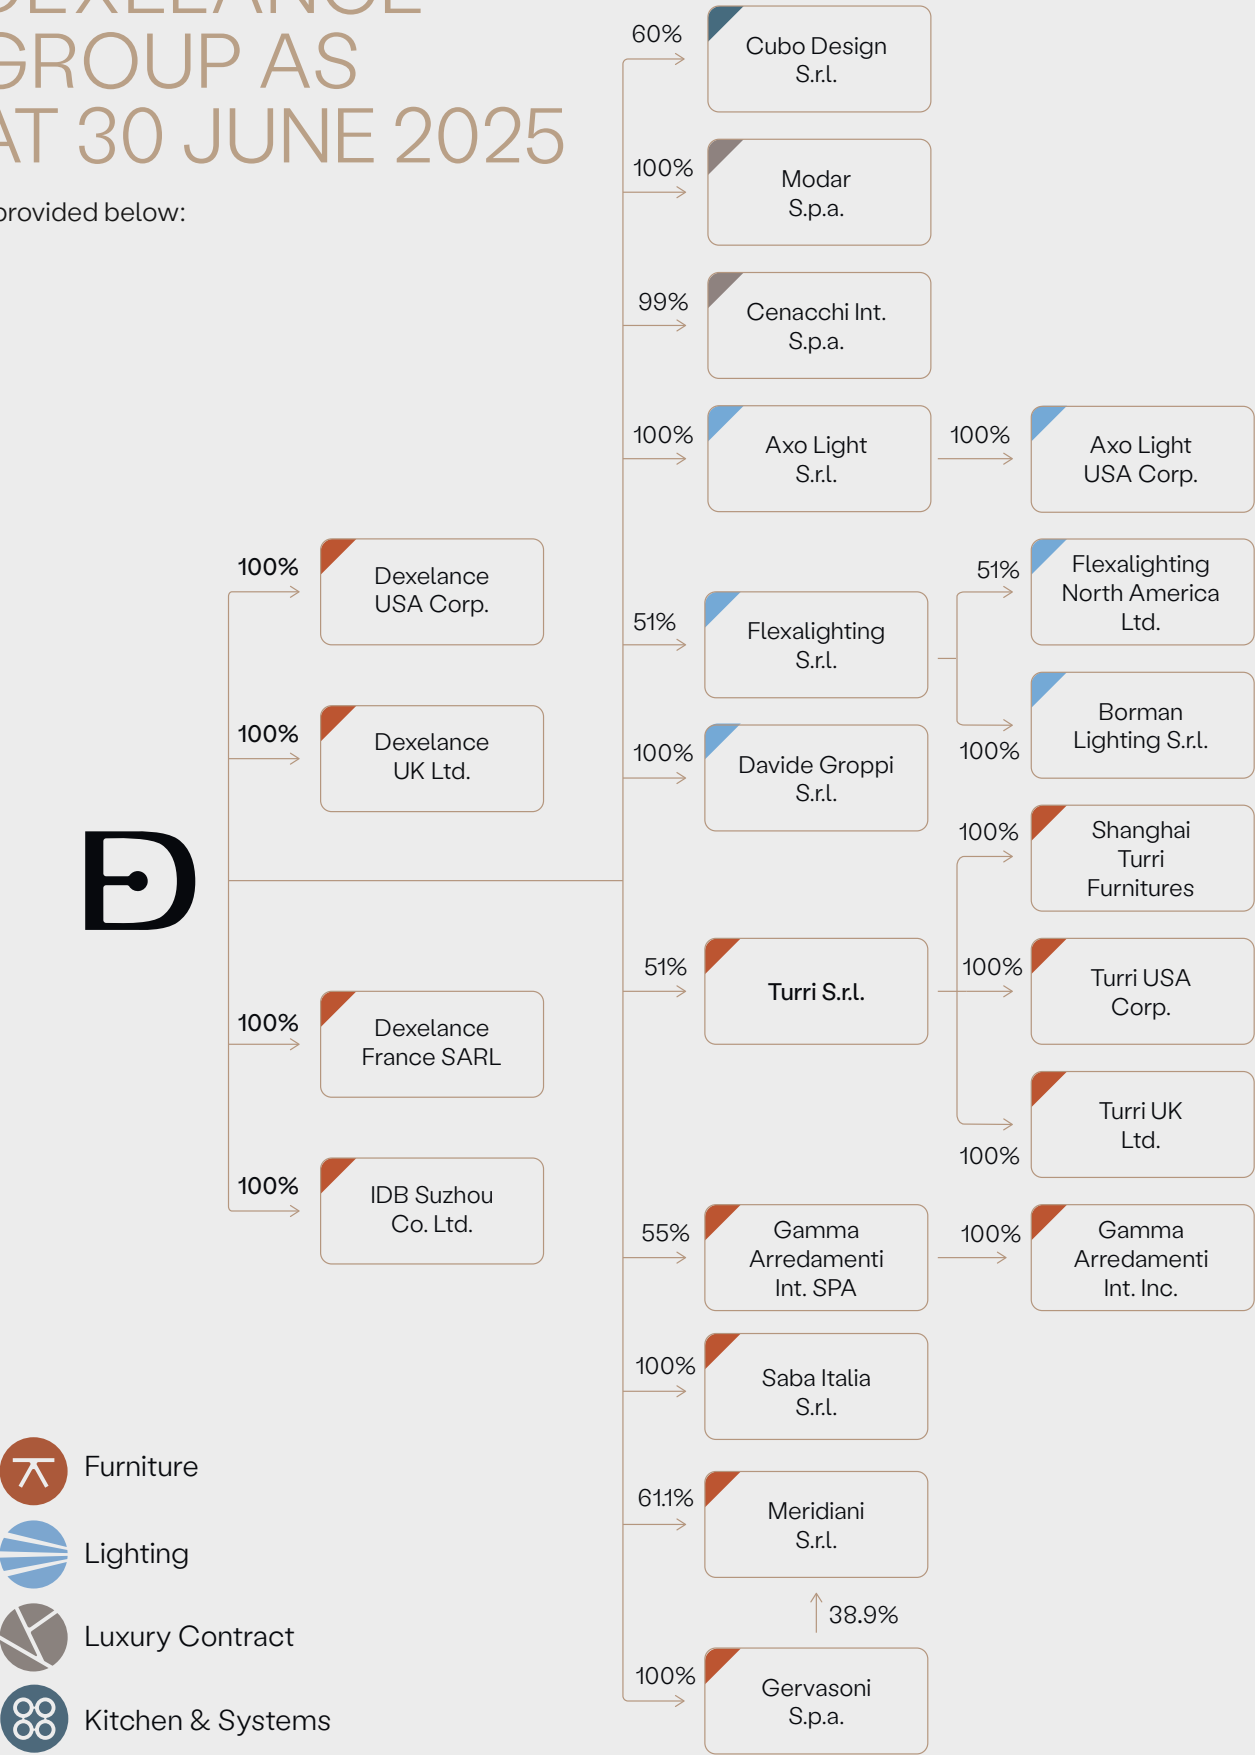 DEXELANCE
GROUP AS
AT 30 JUNE 2025
provided below:
60%
Cubo Design
S.r.l.
100%
Modar
S.p.a.
99%
Cenacchi Int.
S.p.a.
100%
Axo Light
S.r.l.
100%
Axo Light
USA Corp.
100%
Dexelance
USA Corp.
51%
Flexalighting
S.r.l.
51%
Flexalighting
North America
Ltd.
100%
Borman
Lighting S.r.l.
100%
Dexelance
UK Ltd.
100%
Davide Groppi
S.r.l.
100%
Shanghai
Turri
Furnitures
51%
Turri S.r.l.
100%
Turri USA
Corp.
100%
Turri UK
Ltd.
100%
Dexelance
France SARL
100%
IDB Suzhou
Co. Ltd.
55%
Gamma
Arredamenti
Int. SPA
100%
Gamma
Arredamenti
Int. Inc.
100%
Saba Italia
S.r.l.
61.1%
Meridiani
S.r.l.
38.9%
100%
Gervasoni
S.p.a.
Furniture
Lighting
Luxury Contract
Kitchen & Systems